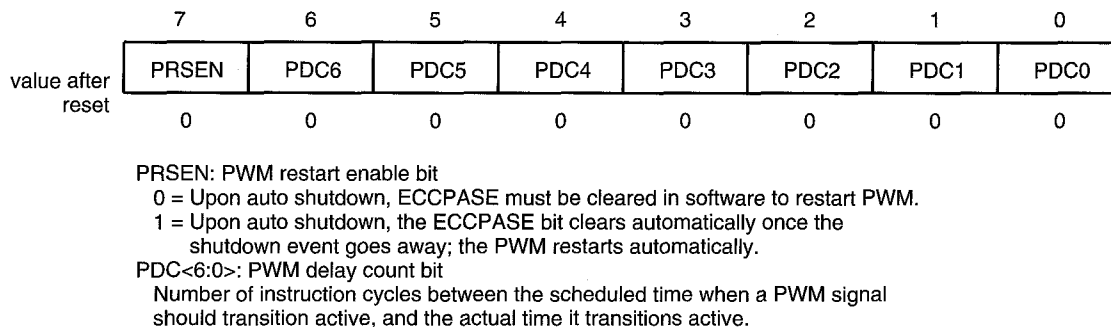 7 6 5 4 3 2 1 0
PRSEN PDC6 PDC5 PDC4 PDC3 PDC2 PDC1 PDC0
value after
reset
0 0 0 0 0 0 0 0
PRSEN: PWM restart enable bit
0 = Upon auto shutdown, ECCPASE must be cleared in software to restart PWM.
1 = Upon auto shutdown, the ECCPASE bit clears automatically once the
shutdown event goes away; the PWM restarts automatically.
PDC<6:0>: PWM delay count bit
Number of instruction cycles between the scheduled time when a PWM signal
should transition active, and the actual time it transitions active.